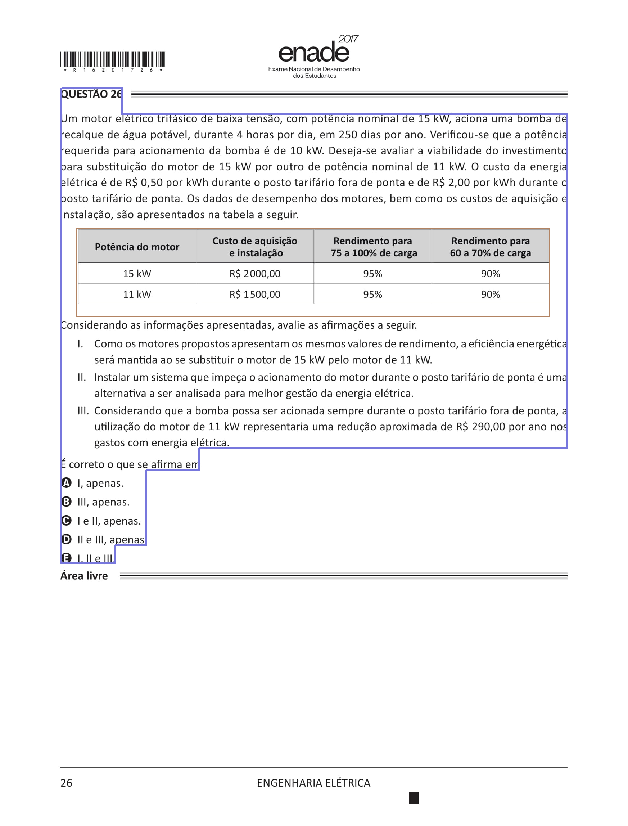 2017
enade
Exame Nacional de Desempenho
dos Estudantes
*R1620172 6*
QUESTÃO 26
Um motor elétrico trifásico de baixa tensão, com potência nominal de 15 kW, aciona uma bomba de
recalque de água potável, durante 4 horas por dia, em 250 dias por ano. Verificou-se que a potência
requerida para acionamento da bomba é de 10 kW. Deseja-se avaliar a viabilidade do investimento
para substituição do motor de 15 kW por outro de potência nominal de 11 kW. O custo da energia
elétrica é de R$ 0,50 por kWh durante o posto tarifário fora de ponta e de R$ 2,00 por kWh durante o
posto tarifário de ponta. Os dados de desempenho dos motores, bem como os custos de aquisição e
instalação, são apresentados na tabela a seguir.
Potência do motor Custo de aquisição e instalação Rendimento para 75 a 100% de carga Rendimento para 60 a 70% de carga
15 kW R$ 2000,00 95% 90%
11 kW R$ 1500,00 95% 90%
Considerando as informações apresentadas, avalie as afirmações a seguir.
I. Como os motores propostos apresentam os mesmos valores de rendimento, a eficiência energética
será mantida ao se substituir o motor de 15 kW pelo motor de 11 kW.
II. Instalar um sistema que impeça o acionamento do motor durante o posto tarifário de ponta é uma
alternativa a ser analisada para melhor gestão da energia elétrica.
III. Considerando que a bomba possa ser acionada sempre durante o posto tarifário fora de ponta, a
utilização do motor de 11 kW representaria uma redução aproximada de R$ 290,00 por ano nos
gastos com energia elétrica.
É correto o que se afirma em
A I, apenas.
B III, apenas.
C I e II, apenas.
D II e III, apenas.
E I, II e III.
Área livre
26 ENGENHARIA ELÉTRICA